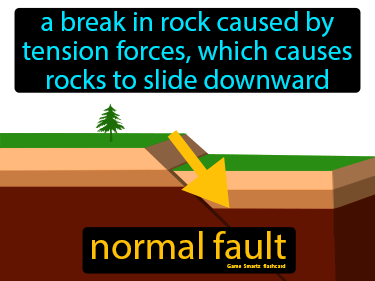 a break in rock caused by
tension forces, which causes
rocks to slide downward
normal fault
Game Smartz flashcard